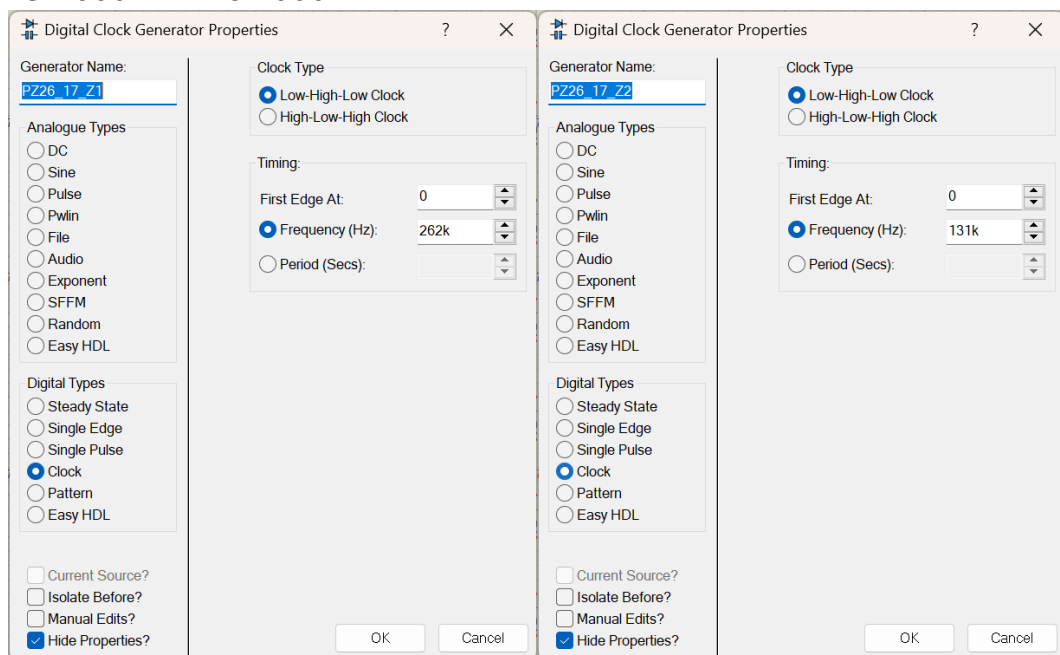 Digital Clock Generator Properties
Generator Name:
PZ26_17_Z1
Analogue Types
DC
Sine
Pulse
Pwlin
File
Audio
Exponent
SFFM
Random
Easy HDL
Digital Types
Steady State
Single Edge
Single Pulse
Clock
Pattern
Easy HDL
Current Source?
Isolate Before?
Manual Edits?
Hide Properties?
Clock Type
Low-High-Low Clock
High-Low-High Clock
Timing:
First Edge At: 0
Frequency (Hz): 262k
Period (Secs):
OK Cancel
Digital Clock Generator Properties
Generator Name:
PZ26_17_Z2
Analogue Types
DC
Sine
Pulse
Pwlin
File
Audio
Exponent
SFFM
Random
Easy HDL
Digital Types
Steady State
Single Edge
Single Pulse
Clock
Pattern
Easy HDL
Current Source?
Isolate Before?
Manual Edits?
Hide Properties?
Clock Type
Low-High-Low Clock
High-Low-High Clock
Timing:
First Edge At: 0
Frequency (Hz): 131k
Period (Secs):
OK Cancel